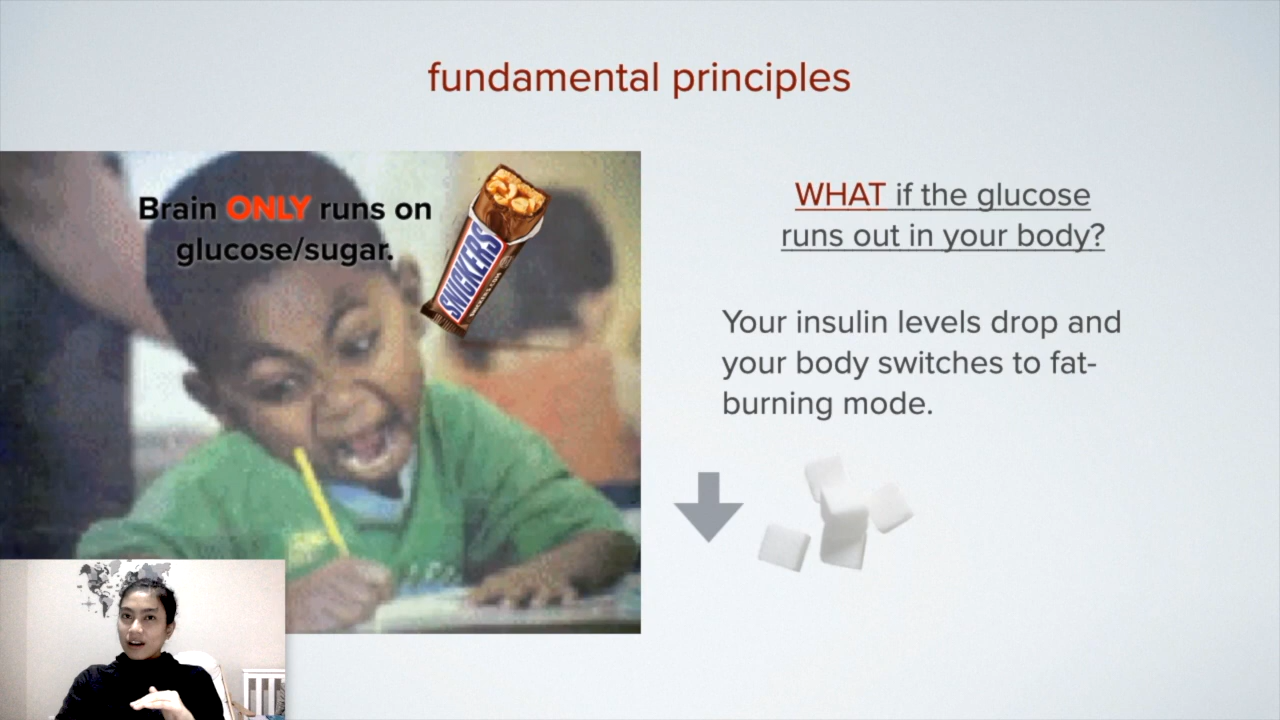 fundamental principles
Brain ONLY runs on
glucose/sugar.
SNICKERS
WHAT if the glucose
runs out in your body?
Your insulin levels drop and
your body switches to fat-
burning mode.